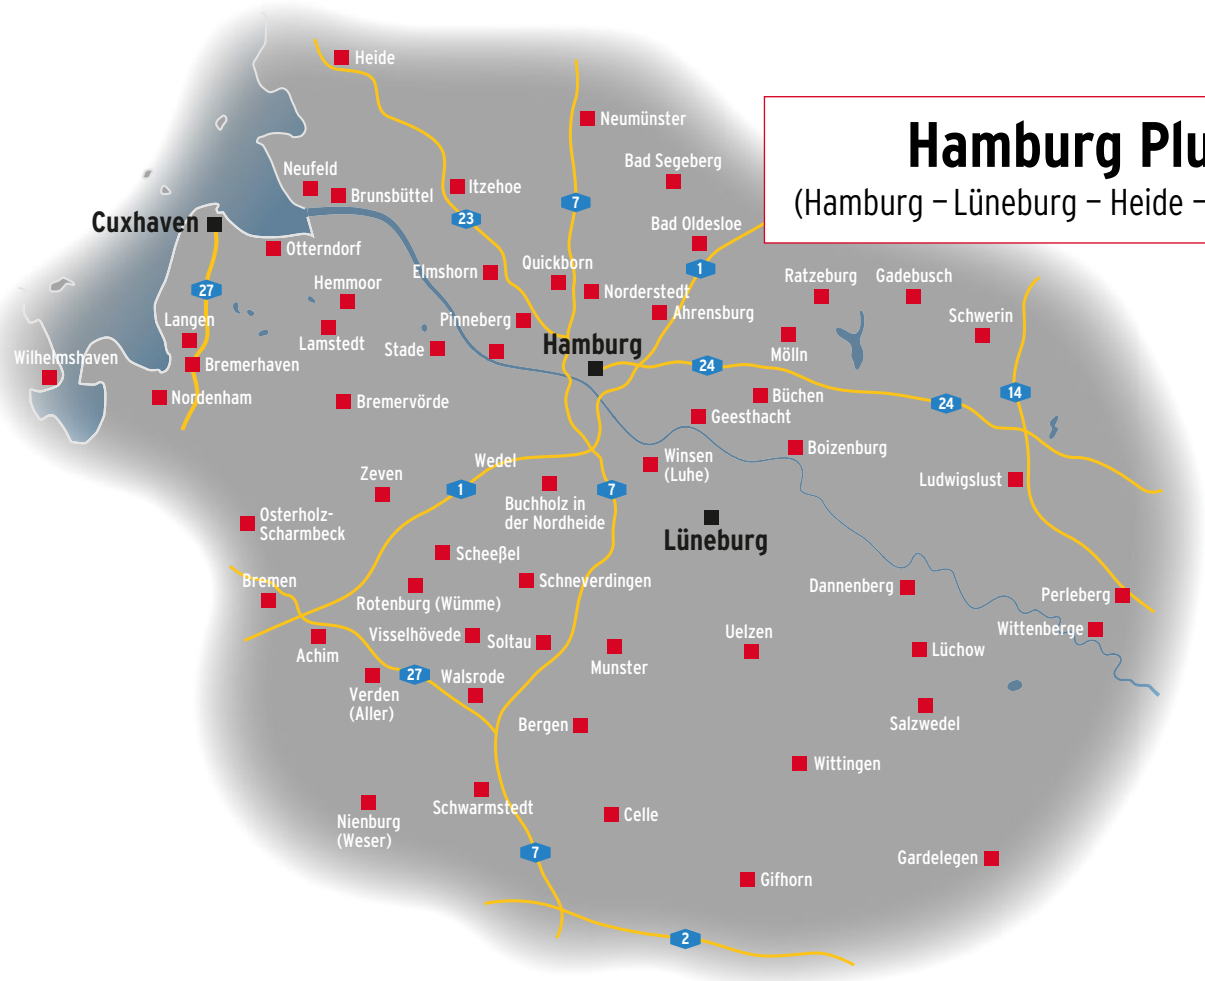 Heide
Neumünster
Hamburg Plu
(Hamburg – Lüneburg – Heide –
Bad Segeberg
Neufeld
Brunsbüttel
Itzehoe
7
23
Cuxhaven
Bad Oldesloe
Otterndorf
Elmshorn
Quickborn
1
Ratzeburg
Gadebusch
27
Hemmoor
Norderstedt
Ahrensburg
Schwerin
Langen
Lamstedt
Pinneberg
Hamburg
Mölln
Stade
Wilhelmshaven
Bremerhaven
24
14
Nordenham
Bremervörde
Büchen
24
Geesthacht
Boizenburg
Wedel
Winsen
(Luhe)
Zeven
1
7
Ludwigslust
Buchholz in
der Nordheide
Osterholz-
Scharmbeck
Lüneburg
Scheeßel
Bremen
Schneverdingen
Dannenberg
Perleberg
Rotenburg (Wümme)
Visselhövede
Soltau
Uelzen
Wittenberge
Achim
Munster
Lüchow
27
Walsrode
Verden
(Aller)
Bergen
Salzwedel
Wittingen
Schwarmstedt
Nienburg
(Weser)
Celle
7
Gardelegen
Gifhorn
2